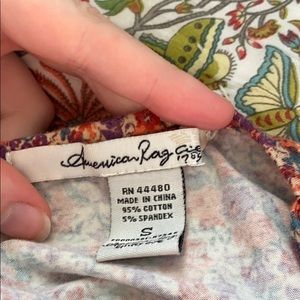 American Rag Cie
RN 44480
MADE IN CHINA
95% COTTON
5% SPANDEX
S